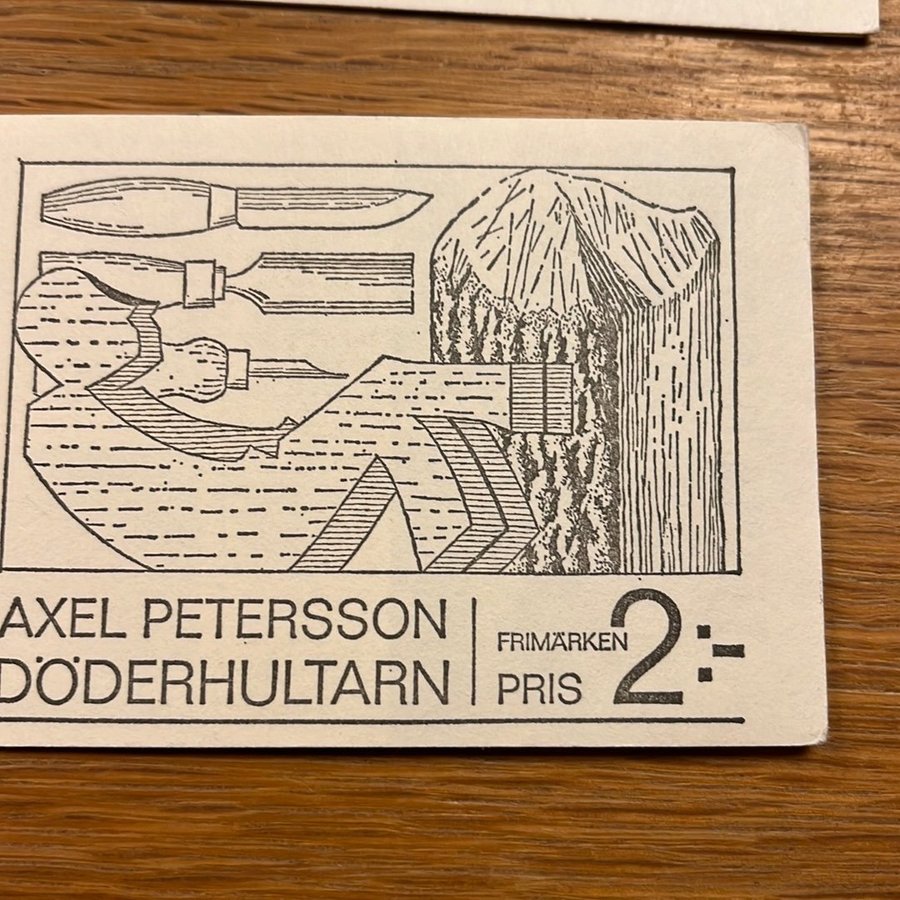 AXEL PETERSSON
DÖDERHULTARN
FRIMÄRKEN
PRIS 2:-